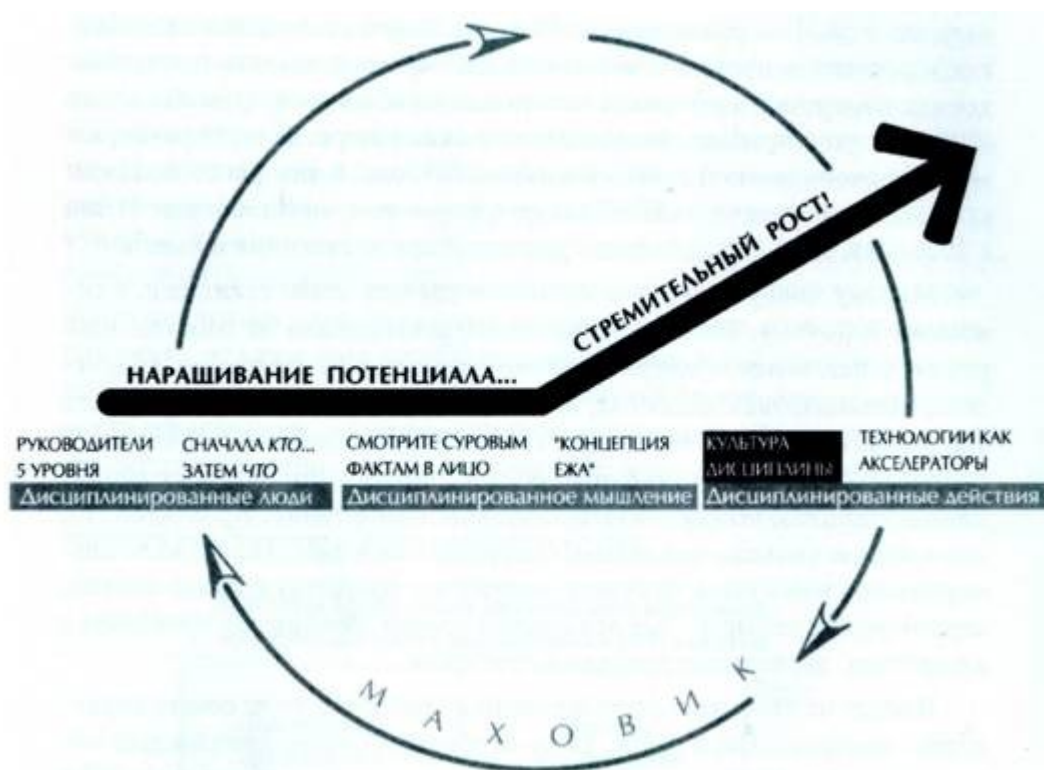 СТРЕМИТЕЛЬНЫЙ РОСТ!
НАРАЩИВАНИЕ ПОТЕНЦИАЛА...
РУКОВОДИТЕЛИ
5 УРОВНЯ
СНАЧАЛА КТО...
ЗАТЕМ ЧТО
СМОТРИТЕ СУРОВЫМ
ФАКТАМ В ЛИЦО
"КОНЦЕПЦИЯ
ЕЖА"
КУЛЬТУРА
ДИСЦИПЛИНЫ
ТЕХНОЛОГИИ КАК
АКСЕЛЕРАТОРЫ
Дисциплинированные люди
Дисциплинированное мышление
Дисциплинированные действия
МАХОВИК